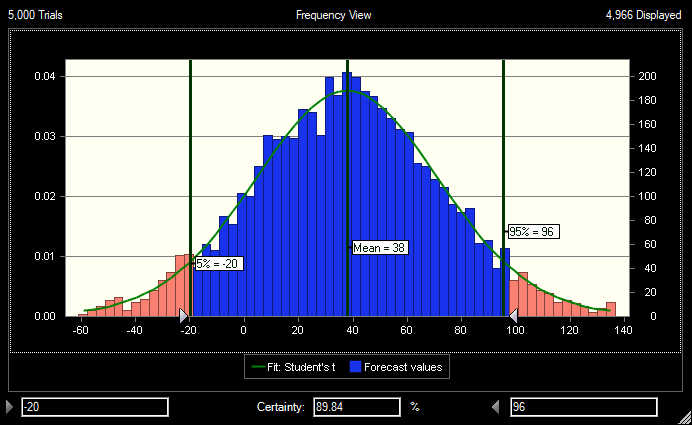 5,000 Trials Frequency View 4,966 Displayed
0.04 200
180
160
0.03 140
120
0.02 100
80
95% = 96
Mean = 38
0.01 60
5% = -20
40
20
0.00 0
-60 -40 -20 0 20 40 60 80 100 120 140
Fit: Student's t Forecast values
-20 Certainty: 89.84 % 96